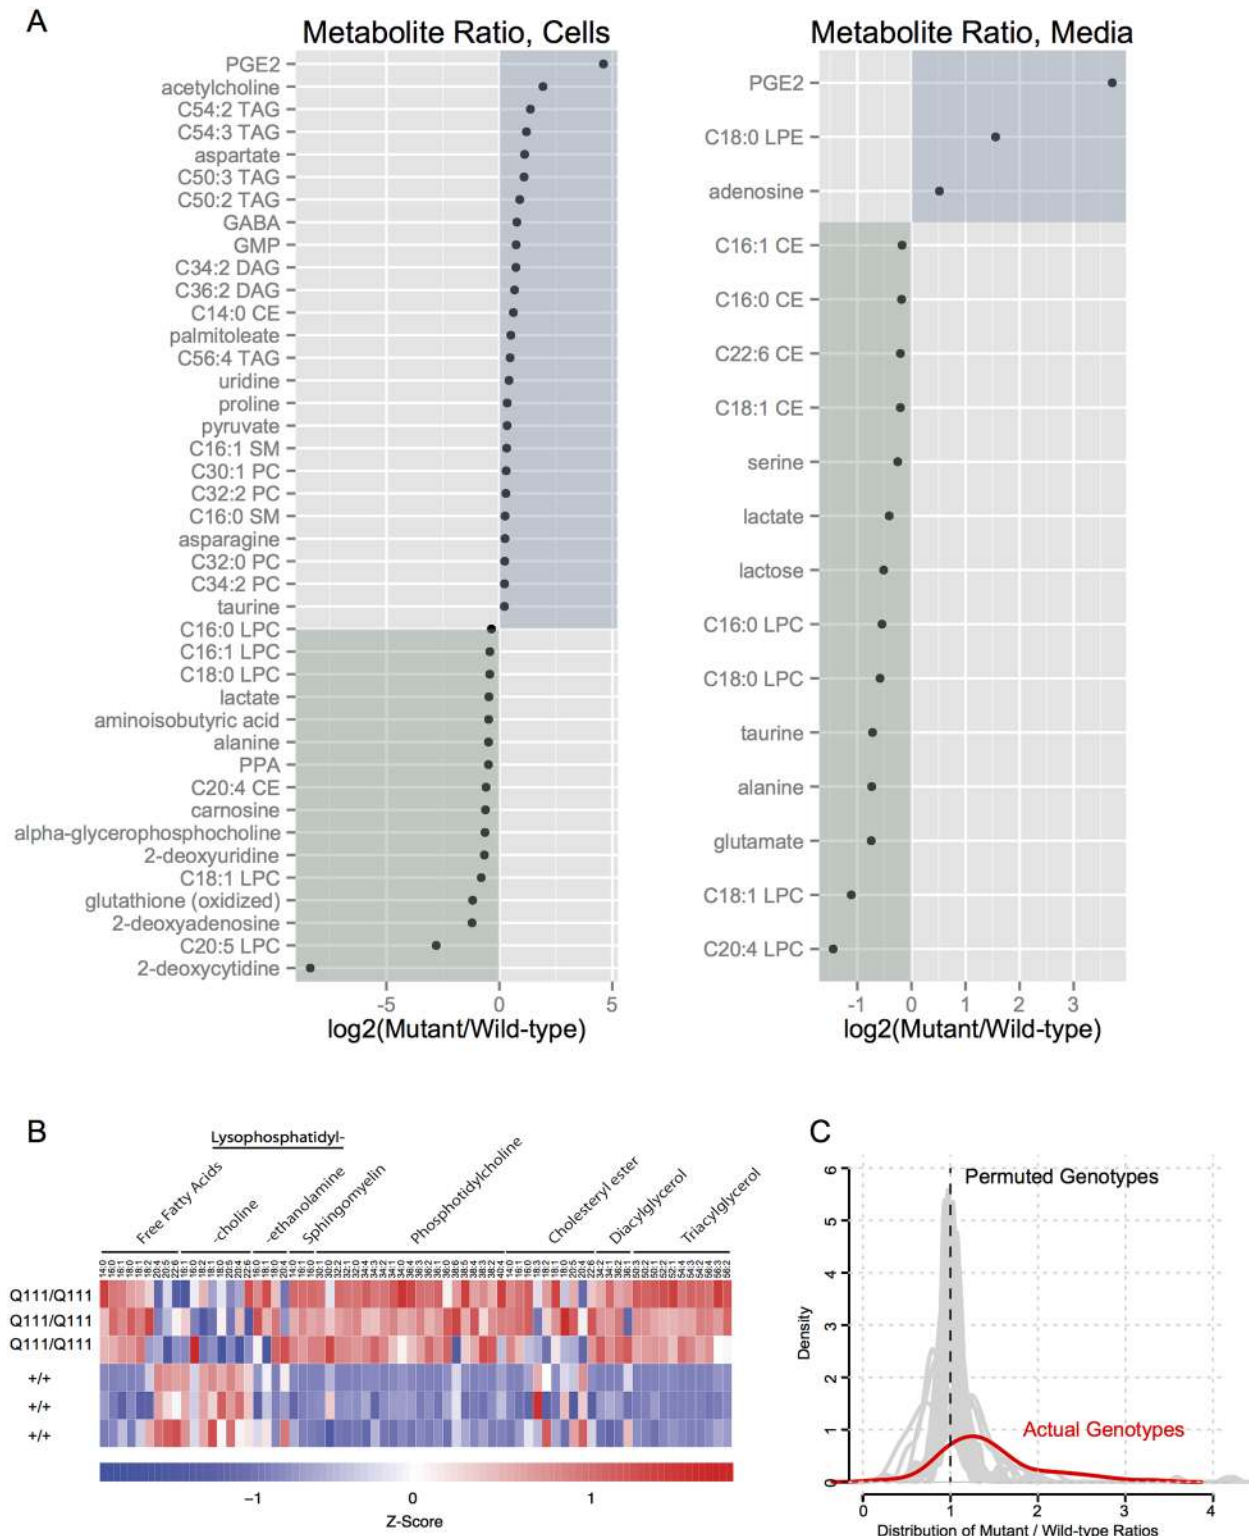 A
Metabolite Ratio, Cells
PGE2
acetylcholine
C54:2 TAG
C54:3 TAG
aspartate
C50:3 TAG
C50:2 TAG
GABA
GMP
C34:2 DAG
C36:2 DAG
C14:0 CE
palmitoleate
C56:4 TAG
uridine
proline
pyruvate
C16:1 SM
C30:1 PC
C32:2 PC
C16:0 SM
asparagine
C32:0 PC
C34:2 PC
taurine
C16:0 LPC
C16:1 LPC
C18:0 LPC
lactate
aminoisobutyric acid
alanine
PPA
C20:4 CE
carnosine
alpha-glycerophosphocholine
2-deoxyuridine
C18:1 LPC
glutathione (oxidized)
2-deoxyadenosine
C20:5 LPC
2-deoxycytidine
-5 0 5
log2(Mutant/Wild-type)
Metabolite Ratio, Media
PGE2
C18:0 LPE
adenosine
C16:1 CE
C16:0 CE
C22:6 CE
C18:1 CE
serine
lactate
lactose
C16:0 LPC
C18:0 LPC
taurine
alanine
glutamate
C18:1 LPC
C20:4 LPC
-1 0 1 2 3
log2(Mutant/Wild-type)
B
Lysophosphatidyl-
Free Fatty Acids
-choline
-ethanolamine
Sphingomyelin
Phosphotidylcholine
Cholesteryl ester
Diacylglycerol
Triacylglycerol
Q111/Q111
Q111/Q111
Q111/Q111
+/+
+/+
+/+
−1 0 1
Z-Score
C
Permuted Genotypes
Actual Genotypes
Density
6
5
4
3
2
1
0
0 1 2 3 4
Distribution of Mutant / Wild-type Ratios